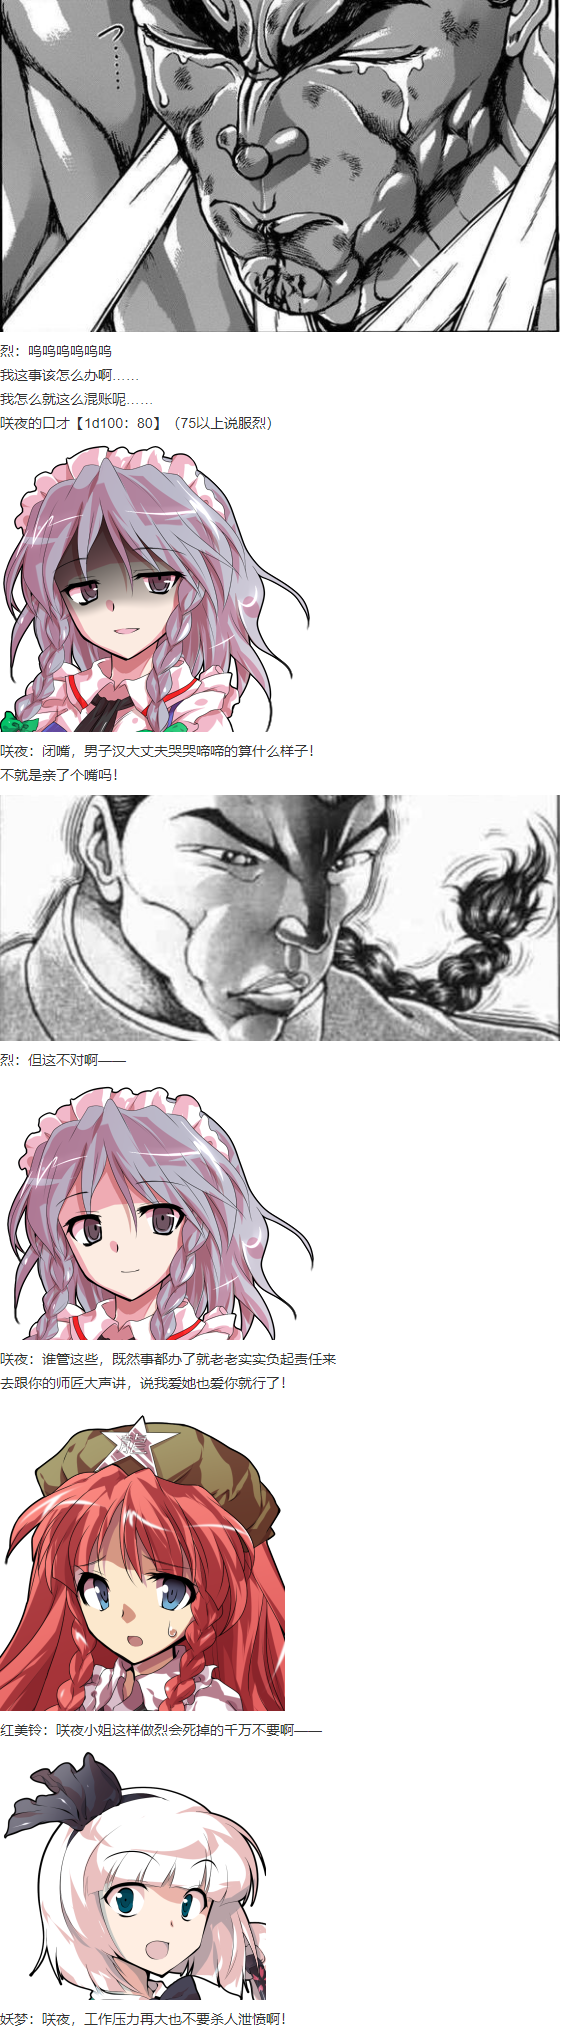 烈：呜呜呜呜呜呜
我这事该怎么办啊……
我怎么就这么混账呢……
咲夜的口才【1d100：80】（75以上说服烈）
咲夜：闭嘴，男子汉大丈夫哭哭啼啼的算什么样子！
不就是亲了个嘴吗！
烈：但这不对啊——
咲夜：谁管这些，既然事都办了就老老实实负起责任来
去跟你的师匠大声讲，说我爱她也爱你就行了！
红美铃：咲夜小姐这样做烈会死掉的千万不要啊——
妖梦：咲夜，工作压力再大也不要杀人泄愤啊！